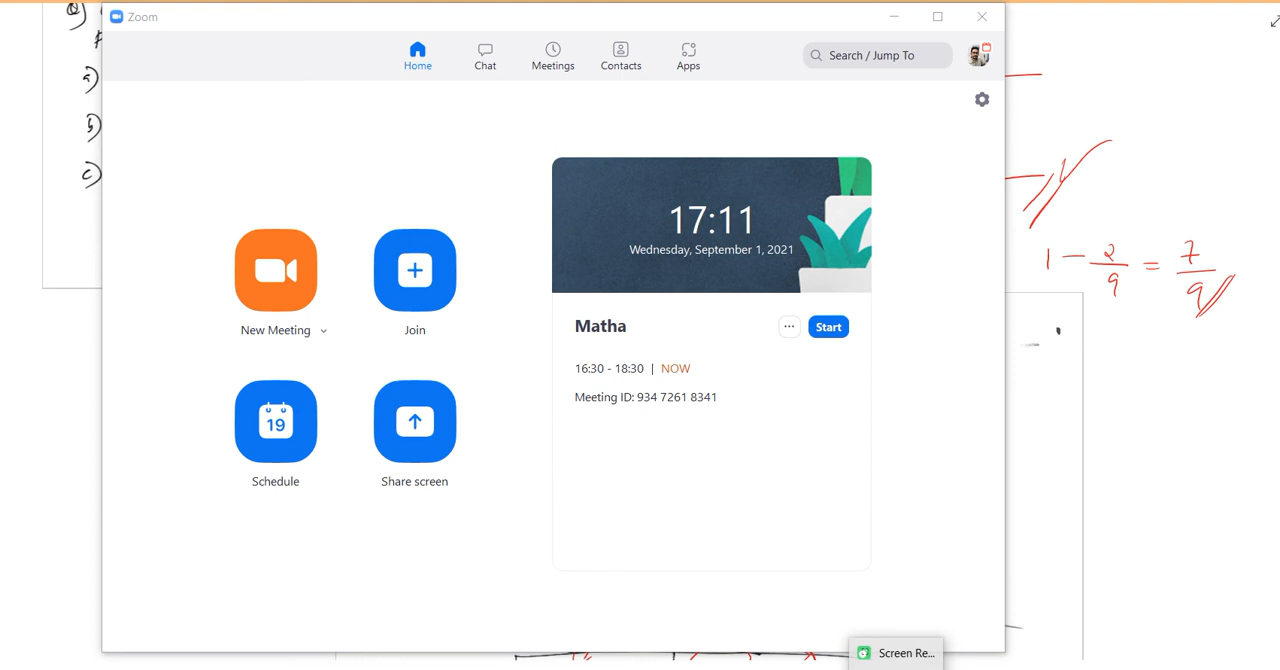 Zoom
Home
Chat
Meetings
Contacts
Apps
Search / Jump To
a)
b)
c)
17:11
Wednesday, September 1, 2021
1 - 2/9 = 7/9
New Meeting
Join
Matha
Start
16:30 - 18:30 | NOW
Meeting ID: 934 7261 8341
19
Schedule
Share screen
Screen Re...